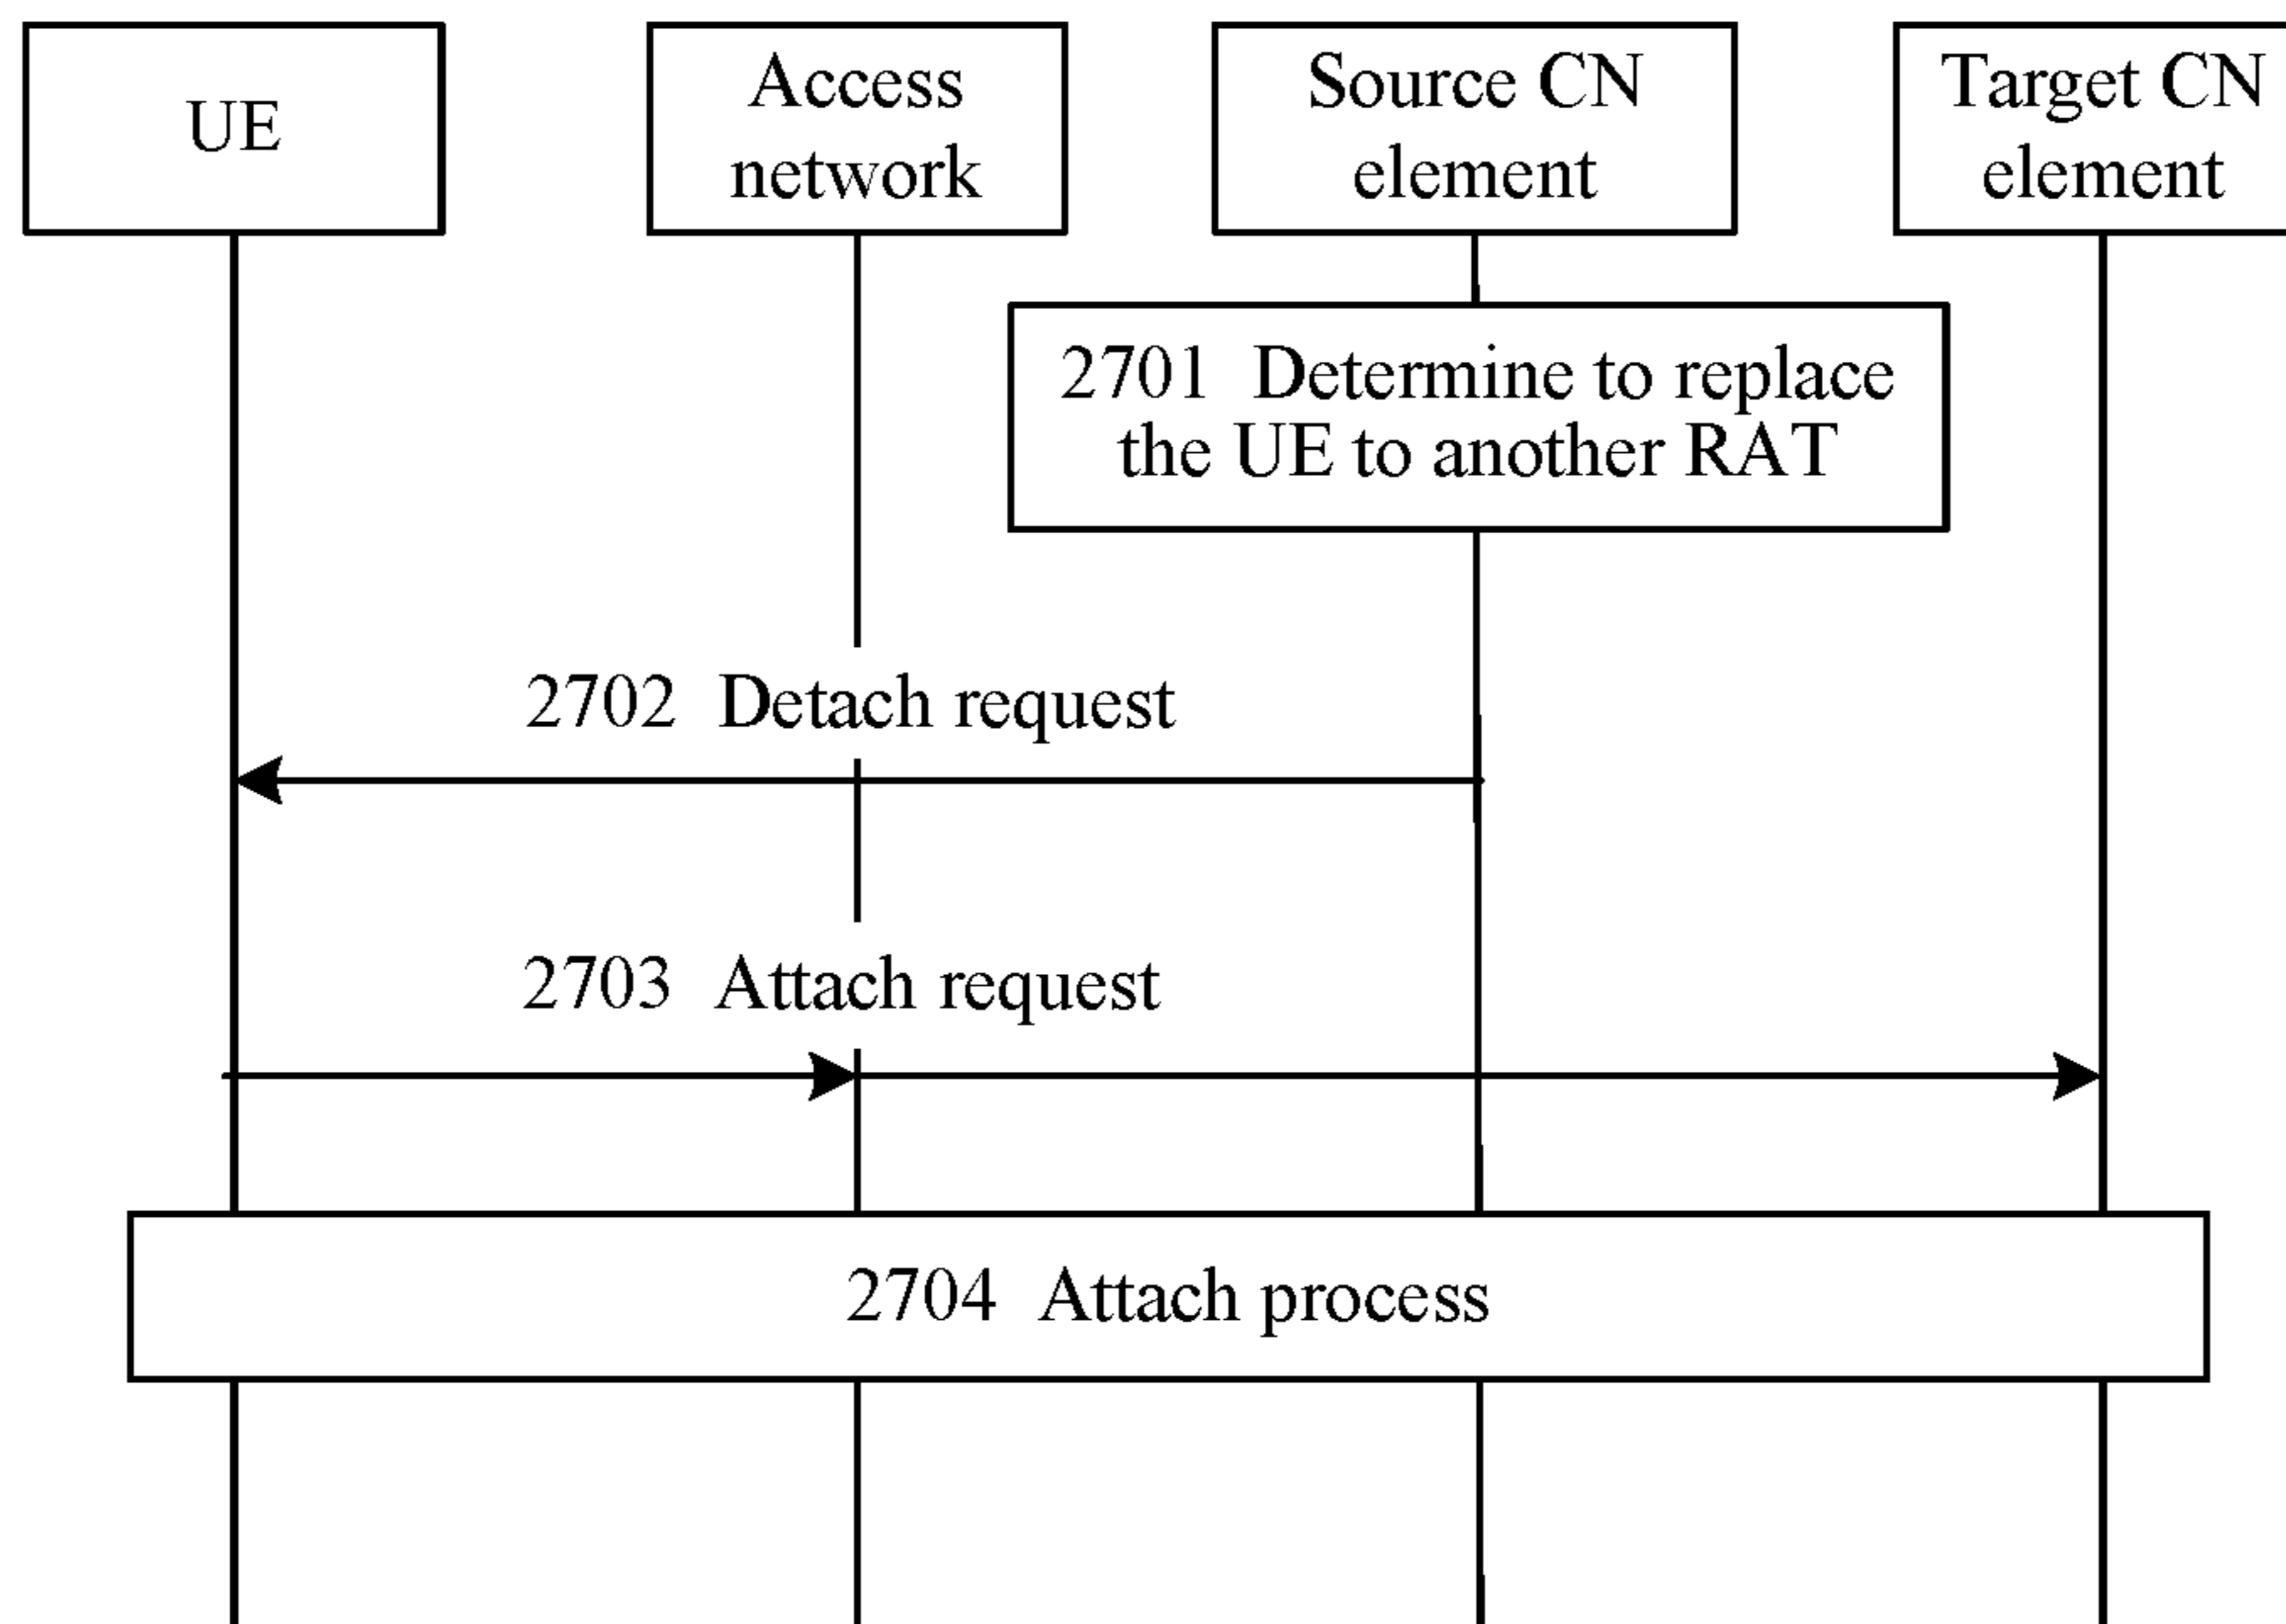 UE
Access
network
Source CN
element
Target CN
element
2701 Determine to replace
the UE to another RAT
2702 Detach request
2703 Attach request
2704 Attach process